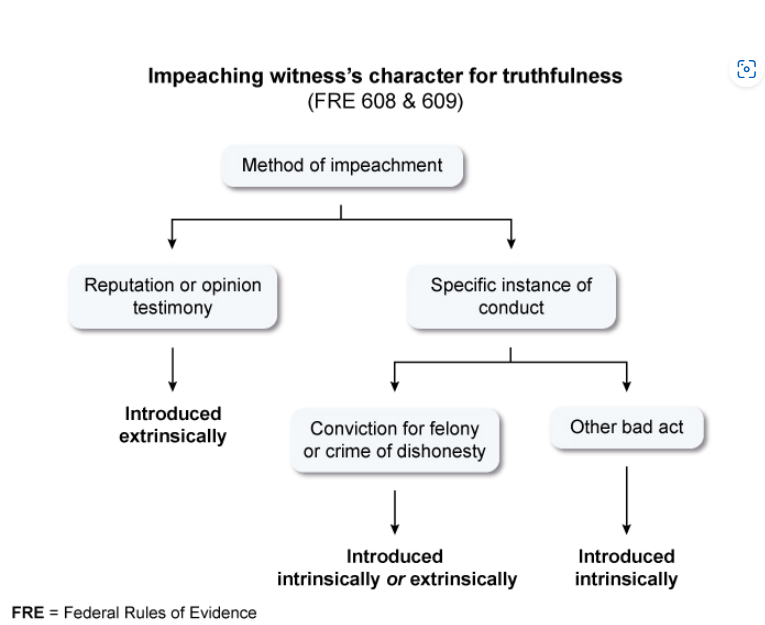 Impeaching witness's character for truthfulness
(FRE 608 & 609)
Method of impeachment
Reputation or opinion
testimony
Specific instance of
conduct
Introduced
extrinsically
Conviction for felony
or crime of dishonesty
Other bad act
Introduced
intrinsically or extrinsically
Introduced
intrinsically
FRE = Federal Rules of Evidence